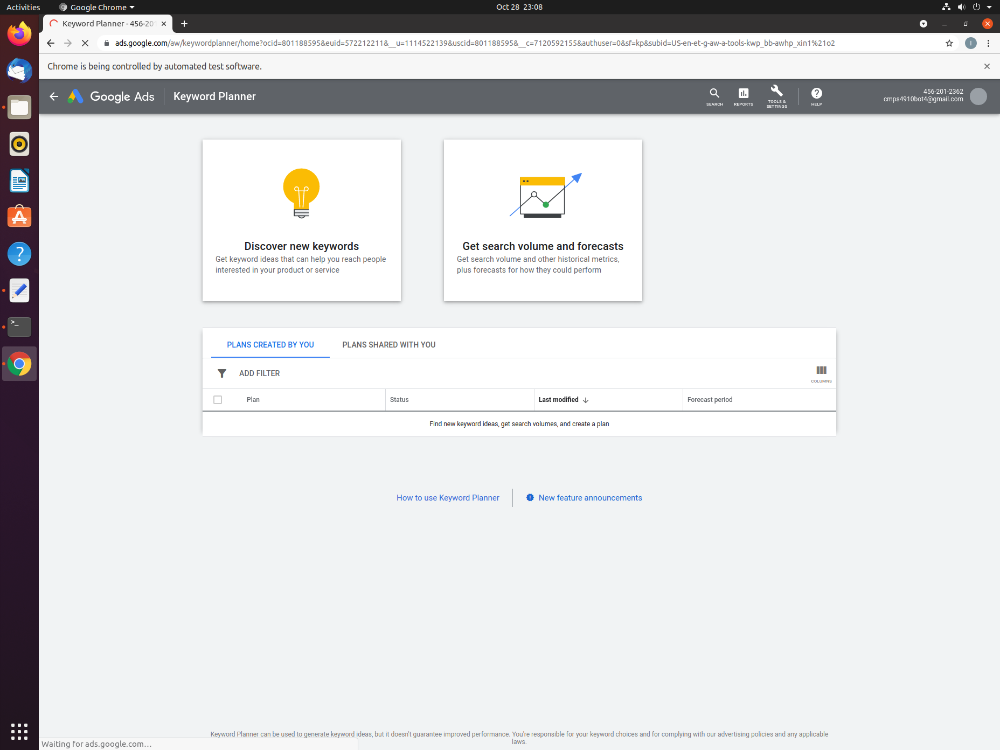 Activities
Google Chrome
Oct 28 23:08
Keyword Planner - 456-201
ads.google.com/aw/keywordplanner/home?ocid=801188595&euid=572212211&__u=1114522139&uscid=801188595&__c=7120592155&authuser=0&sf=kp&subid=US-en-et-g-aw-a-tools-kwp_bb-awhp_xin1%21o2
I
Chrome is being controlled by automated test software.
Google Ads
Keyword Planner
SEARCH
REPORTS
TOOLS &
SETTINGS
HELP
456-201-2362
cmps4910bot4@gmail.com
Discover new keywords
Get keyword ideas that can help you reach people
interested in your product or service
Get search volume and forecasts
Get search volume and other historical metrics,
plus forecasts for how they could perform
PLANS CREATED BY YOU
PLANS SHARED WITH YOU
ADD FILTER
COLUMNS
Plan
Status
Last modified
Forecast period
Find new keyword ideas, get search volumes, and create a plan
How to use Keyword Planner
New feature announcements
Keyword Planner can be used to generate keyword ideas, but it doesn't guarantee improved performance. You're responsible for your keyword choices and for complying with our advertising policies and any applicable
laws.
Waiting for ads.google.com...